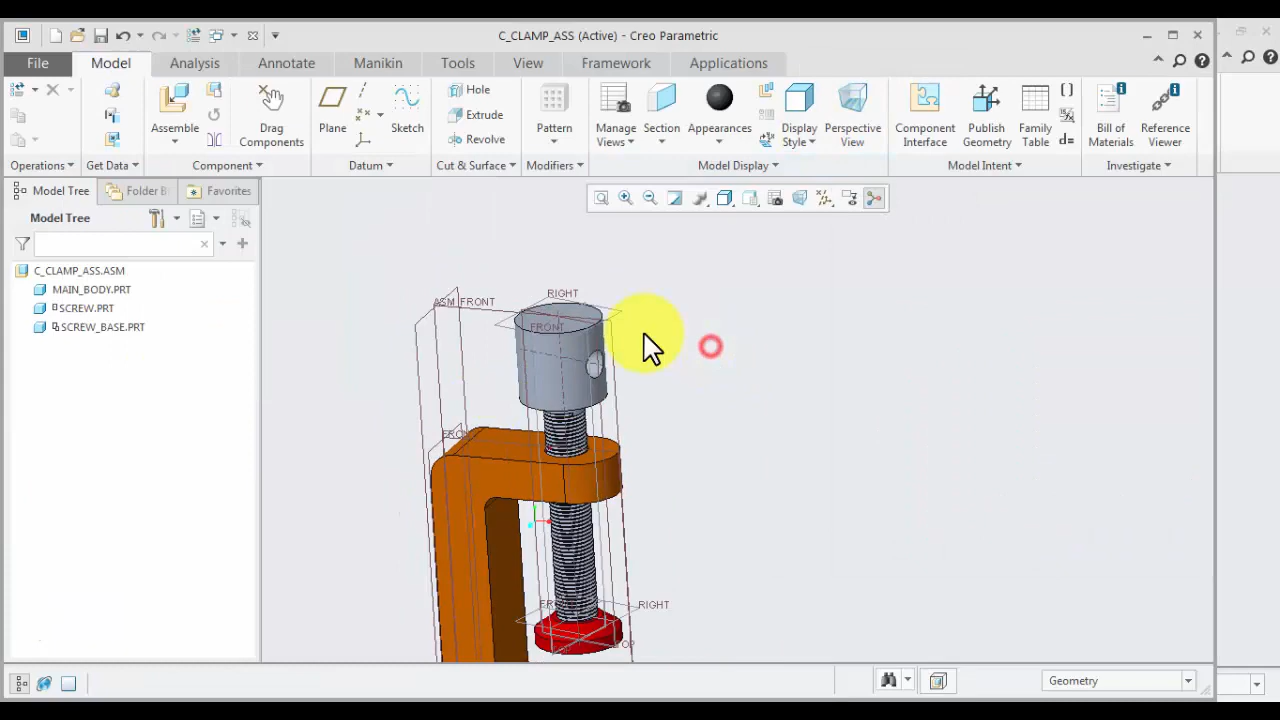 C_CLAMP_ASS (Active) - Creo Parametric
File Model Analysis Annotate Manikin Tools View Framework Applications
Assemble
Drag Components
Plane
Sketch
Hole
Extrude
Revolve
Pattern
Manage Views
Section
Appearances
Display Style
Perspective View
Component Interface
Publish Geometry
Family Table
d=
Bill of Materials
Reference Viewer
Operations Get Data Component Datum Cut & Surface Modifiers Model Display Model Intent Investigate
Model Tree Folder B Favorites
Model Tree
C_CLAMP_ASS.ASM
MAIN_BODY.PRT
SCREW.PRT
SCREW_BASE.PRT
RIGHT
ASM_FRONT
FRONT
RIGHT
Geometry